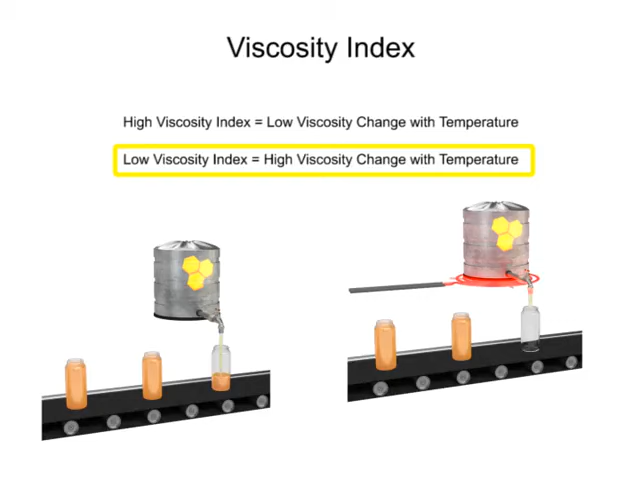 Viscosity Index
High Viscosity Index = Low Viscosity Change with Temperature
Low Viscosity Index = High Viscosity Change with Temperature